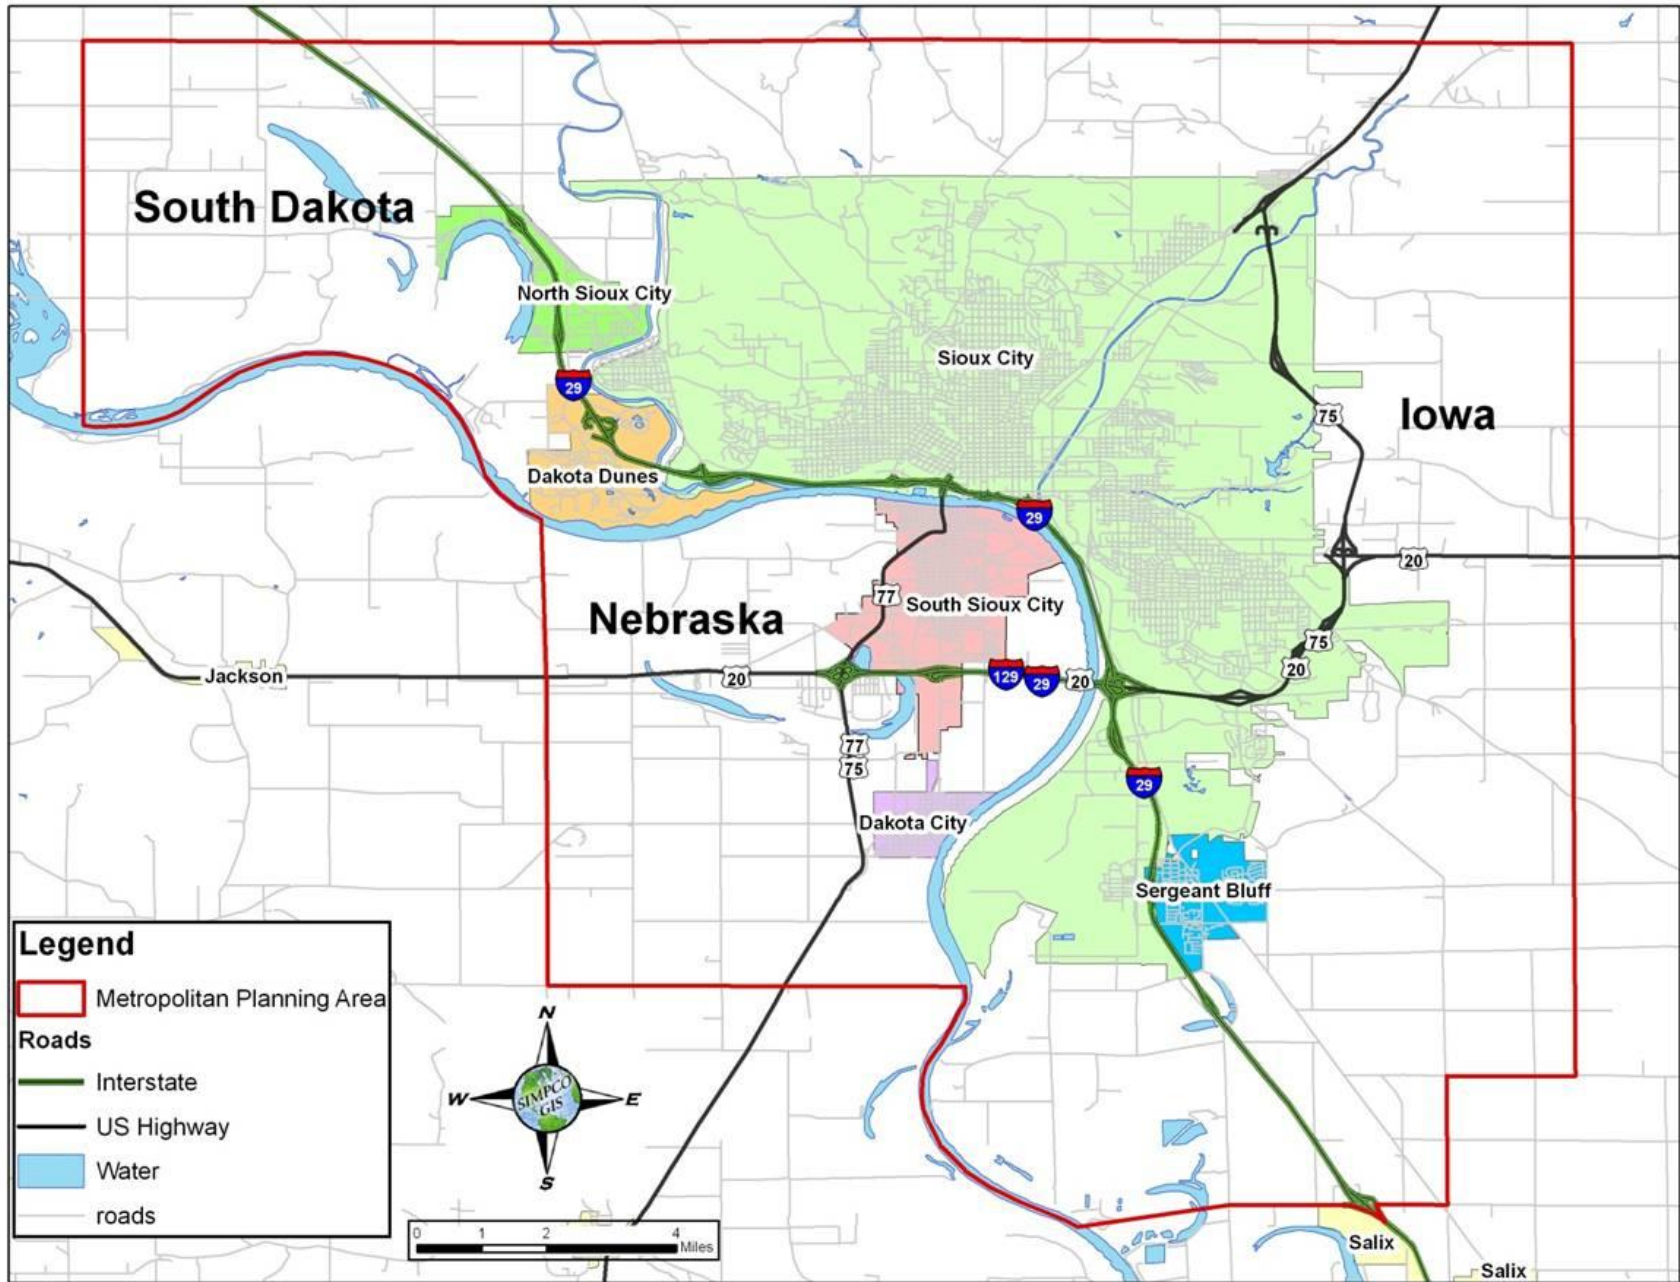 South Dakota
North Sioux City
Sioux City
29
Iowa
75
Dakota Dunes
29
20
77
South Sioux City
Nebraska
75
20
Jackson
20
129
29
20
77
75
29
Dakota City
Sergeant Bluff
Legend
Metropolitan Planning Area
Roads
Interstate
US Highway
Water
roads
N
W
SIMPCO
GIS
E
S
0 1 2 4
Miles
Salix
Salix